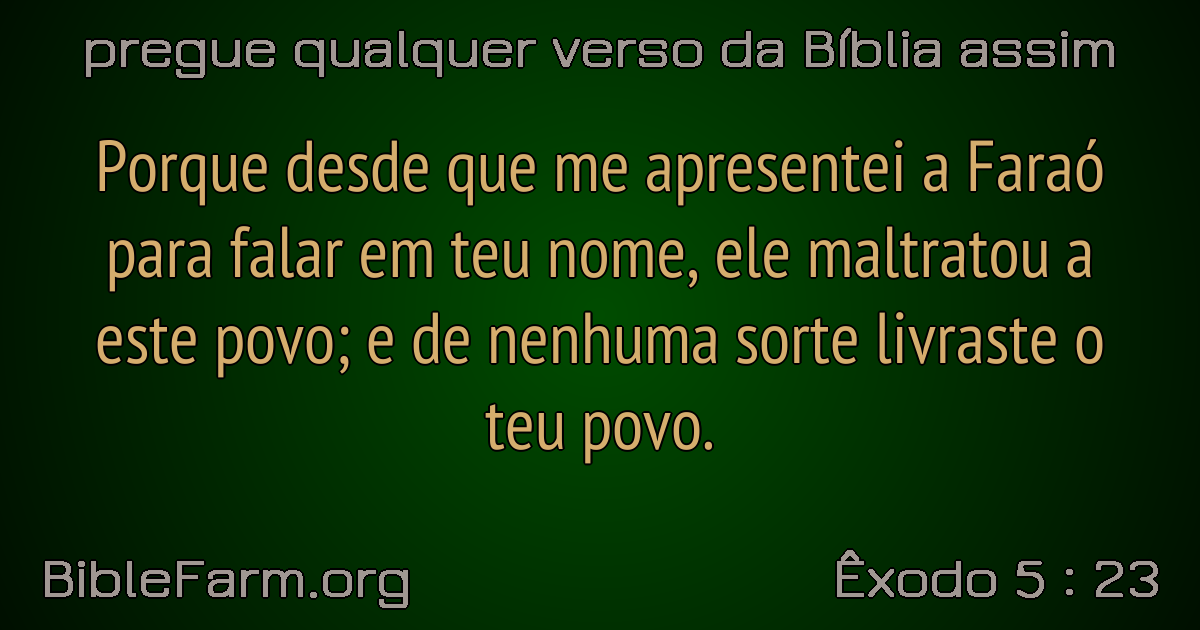 pregue qualquer verso da Bíblia assim
Porque desde que me apresentei a Faraó
para falar em teu nome, ele maltratou a
este povo; e de nenhuma sorte livraste o
teu povo.
BibleFarm.org
Êxodo 5 : 23